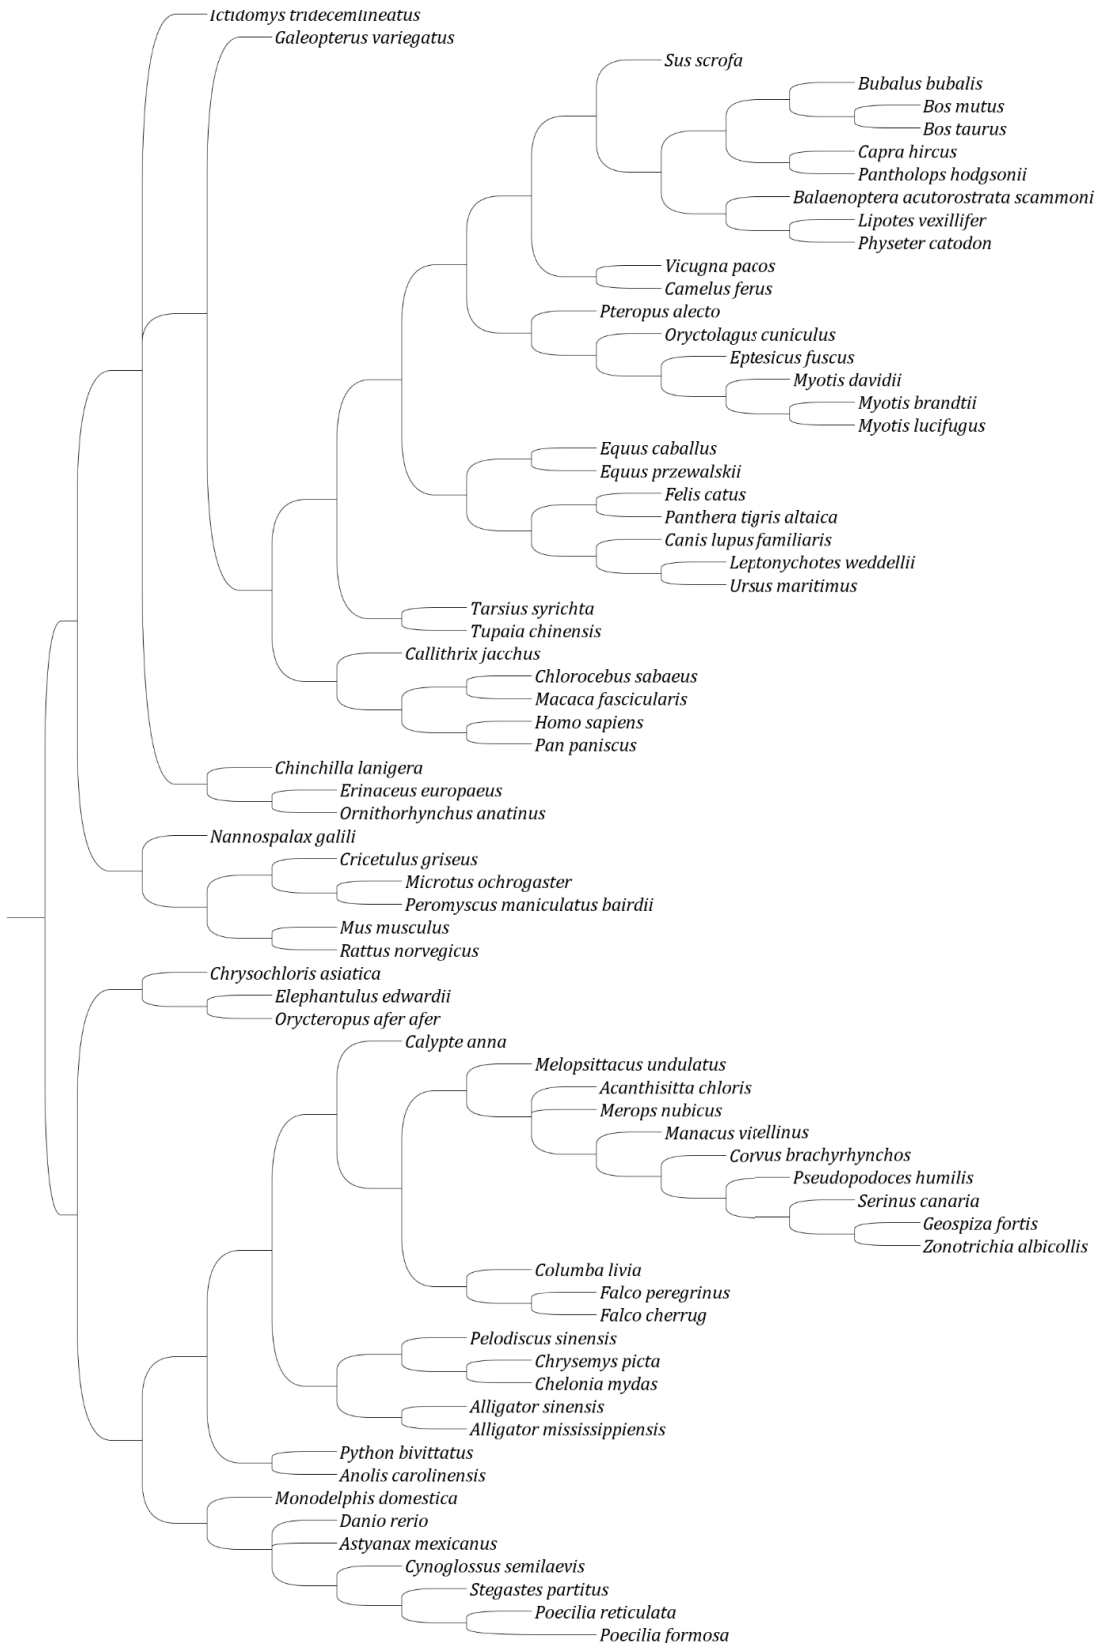 Ictidomys tridecemlineatus
Galeopterus variegatus
Sus scrofa
Bubalus bubalis
Bos mutus
Bos taurus
Capra hircus
Pantholops hodgsonii
Balaenoptera acutorostrata scammoni
Lipotes vexillifer
Physeter catodon
Vicugna pacos
Camelus ferus
Pteropus alecto
Oryctolagus cuniculus
Eptesicus fuscus
Myotis davidii
Myotis brandtii
Myotis lucifugus
Equus caballus
Equus przewalskii
Felis catus
Panthera tigris altaica
Canis lupus familiaris
Leptonychotes weddellii
Ursus maritimus
Tarsius syrichta
Tupaia chinensis
Callithrix jacchus
Chlorocebus sabaeus
Macaca fascicularis
Homo sapiens
Pan paniscus
Chinchilla lanigera
Erinaceus europaeus
Ornithorhynchus anatinus
Nannospalax galili
Cricetulus griseus
Microtus ochrogaster
Peromyscus maniculatus bairdii
Mus musculus
Rattus norvegicus
Chrysochloris asiatica
Elephantulus edwardii
Orycteropus afer afer
Calypte anna
Melopsittacus undulatus
Acanthisitta chloris
Merops nubicus
Manacus vitellinus
Corvus brachyrhynchos
Pseudopodoces humilis
Serinus canaria
Geospiza fortis
Zonotrichia albicollis
Columba livia
Falco peregrinus
Falco cherrug
Pelodiscus sinensis
Chrysemys picta
Chelonia mydas
Alligator sinensis
Alligator mississippiensis
Python bivittatus
Anolis carolinensis
Monodelphis domestica
Danio rerio
Astyanax mexicanus
Cynoglossus semilaevis
Stegastes partitus
Poecilia reticulata
Poecilia formosa